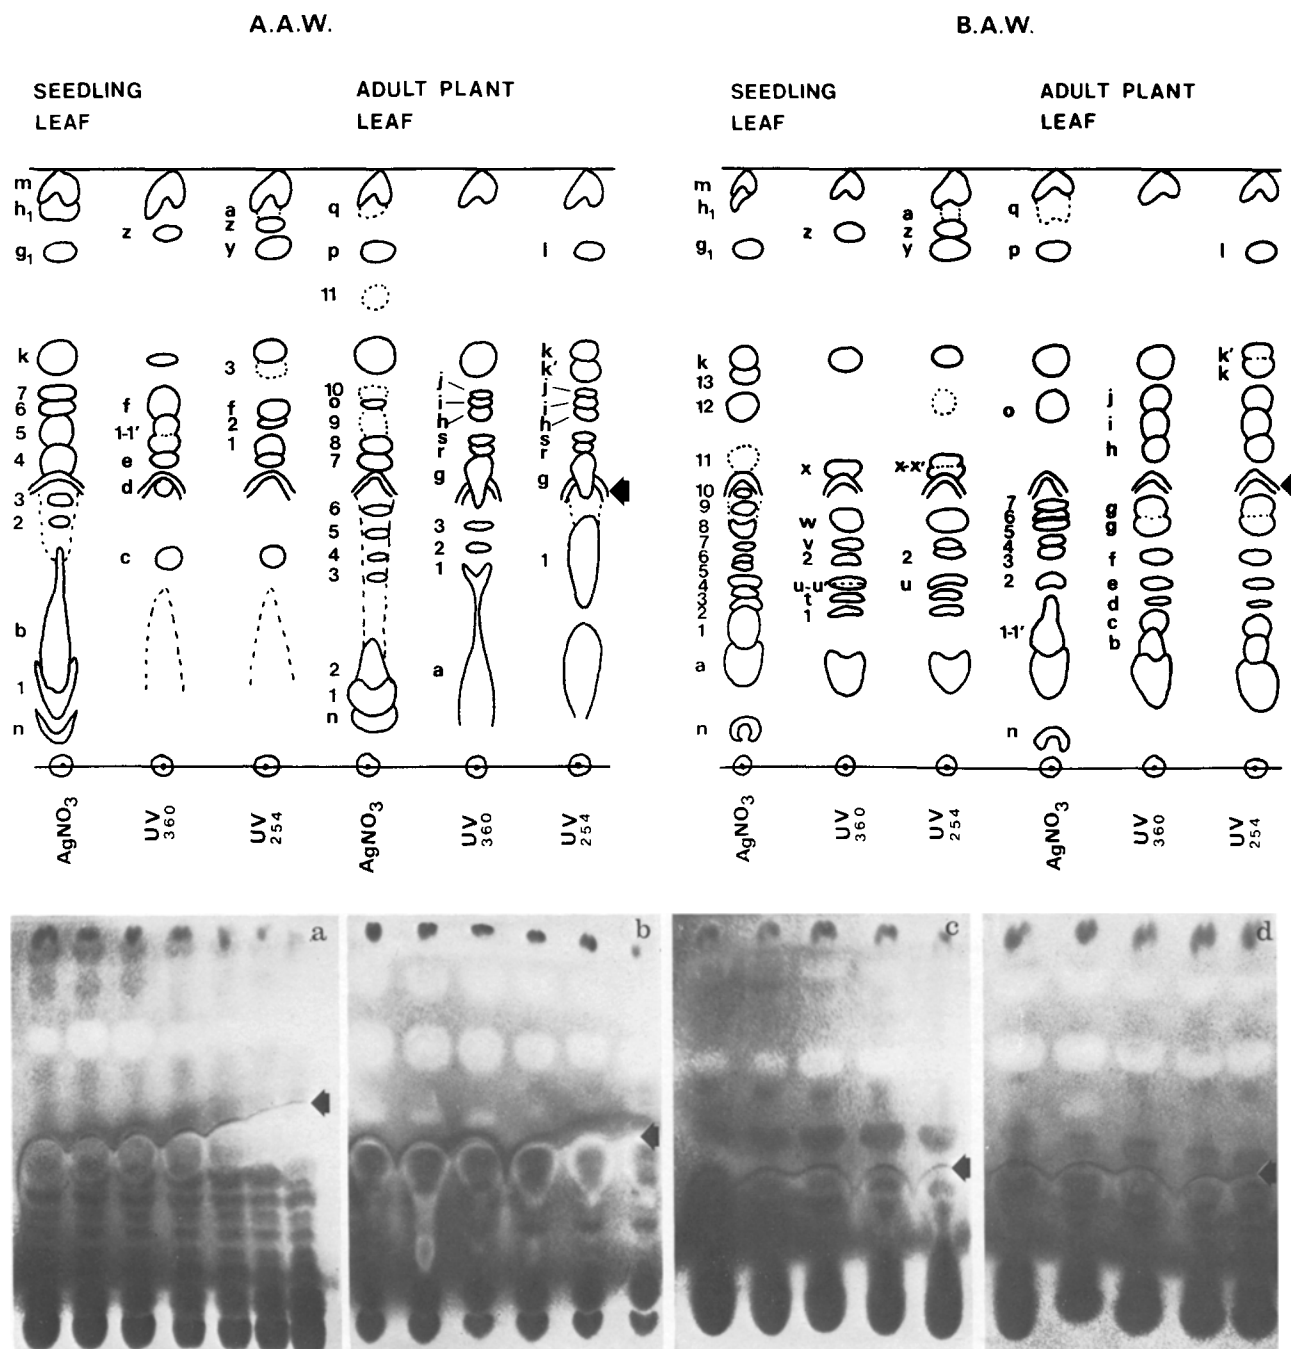 A.A.W.
B.A.W.
SEEDLING
LEAF
ADULT PLANT
LEAF
SEEDLING
LEAF
ADULT PLANT
LEAF
m
h1
g1
k
7
6
5
4
3
2
b
1
n
z
f
1-1'
e
d
c
a
z
y
3
f
2
1
q
p
11
10
o
9
8
7
6
5
4
3
2
1
n
j
i
h
s
r
g
3
2
1
a
l
k
k'
j
i
h
s
r
g
1
m
h1
g1
k
13
12
11
10
9
8
7
6
5
4
3
2
1
a
n
z
x
w
v
2
u-u'
t
1
a
z
y
x-x'
2
u
q
p
o
7
6
5
4
3
2
1-1'
n
j
i
h
g
g
f
e
d
c
b
l
k'
k
AgNO3
UV 360
UV 254
AgNO3
UV 360
UV 254
AgNO3
UV 360
UV 254
AgNO3
UV 360
UV 254
a
b
c
d